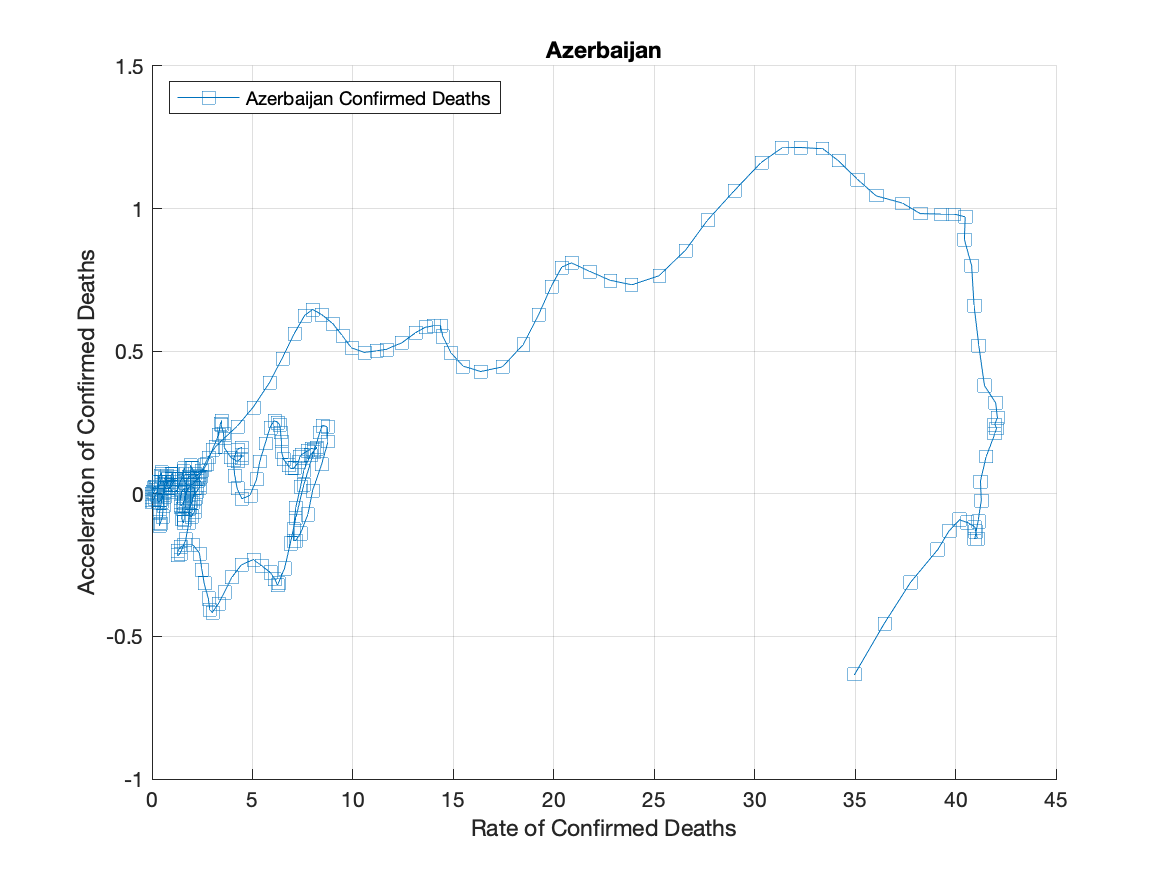 Azerbaijan
Azerbaijan Confirmed Deaths
Acceleration of Confirmed Deaths
1.5
1
0.5
0
-0.5
-1
0 5 10 15 20 25 30 35 40 45
Rate of Confirmed Deaths